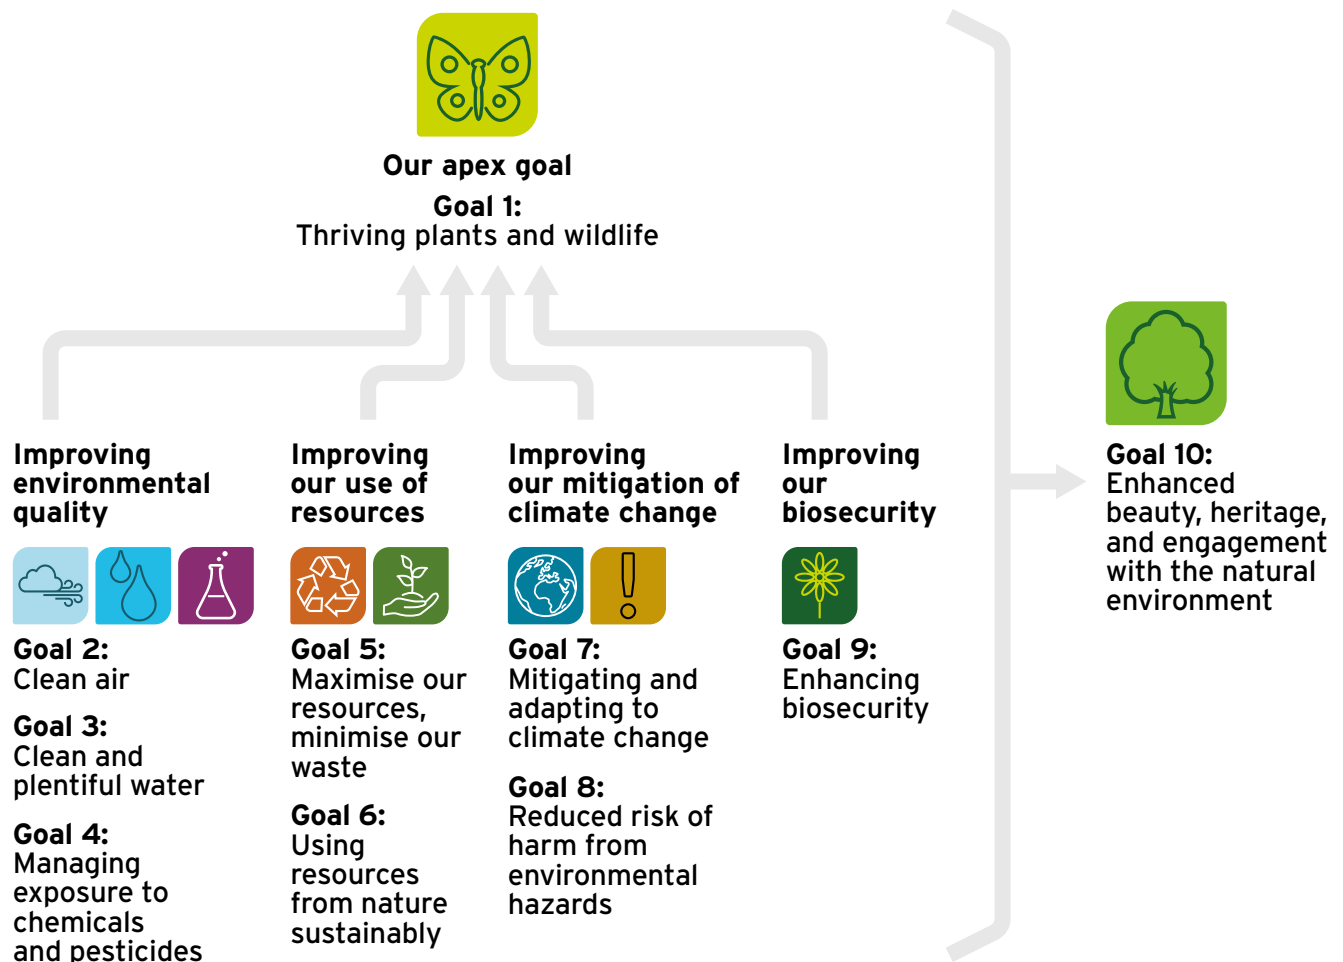 Our apex goal
Goal 1:
Thriving plants and wildlife
Improving
environmental
quality
Goal 2:
Clean air
Goal 3:
Clean and
plentiful water
Goal 4:
Managing
exposure to
chemicals
and pesticides
Improving
our use of
resources
Goal 5:
Maximise our
resources,
minimise our
waste
Goal 6:
Using
resources
from nature
sustainably
Improving
our mitigation of
climate change
Goal 7:
Mitigating and
adapting to
climate change
Goal 8:
Reduced risk of
harm from
environmental
hazards
Improving
our
biosecurity
Goal 9:
Enhancing
biosecurity
Goal 10:
Enhanced
beauty, heritage,
and engagement
with the natural
environment